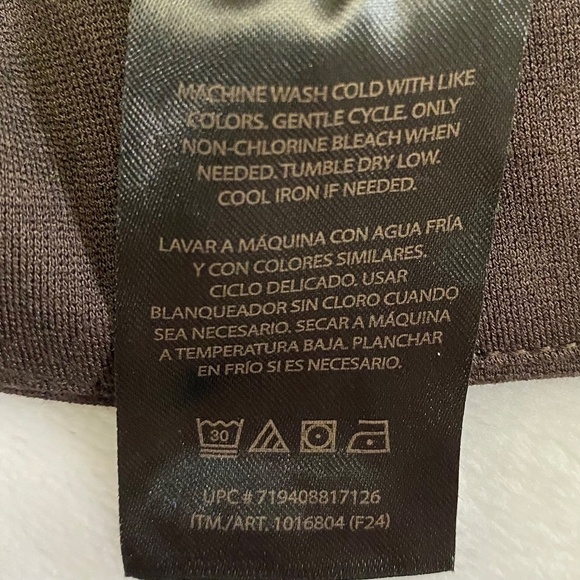 MACHINE WASH COLD WITH LIKE
COLORS. GENTLE CYCLE. ONLY
NON-CHLORINE BLEACH WHEN
NEEDED. TUMBLE DRY LOW.
COOL IRON IF NEEDED.
LAVAR A MÁQUINA CON AGUA FRÍA
Y CON COLORES SIMILARES.
CICLO DELICADO. USAR
BLANQUEADOR SIN CLORO CUANDO
SEA NECESARIO. SECAR A MÁQUINA
A TEMPERATURA BAJA. PLANCHAR
EN FRÍO SI ES NECESARIO.
30
UPC # 719408817126
ITM./ART. 1016804 (F24)